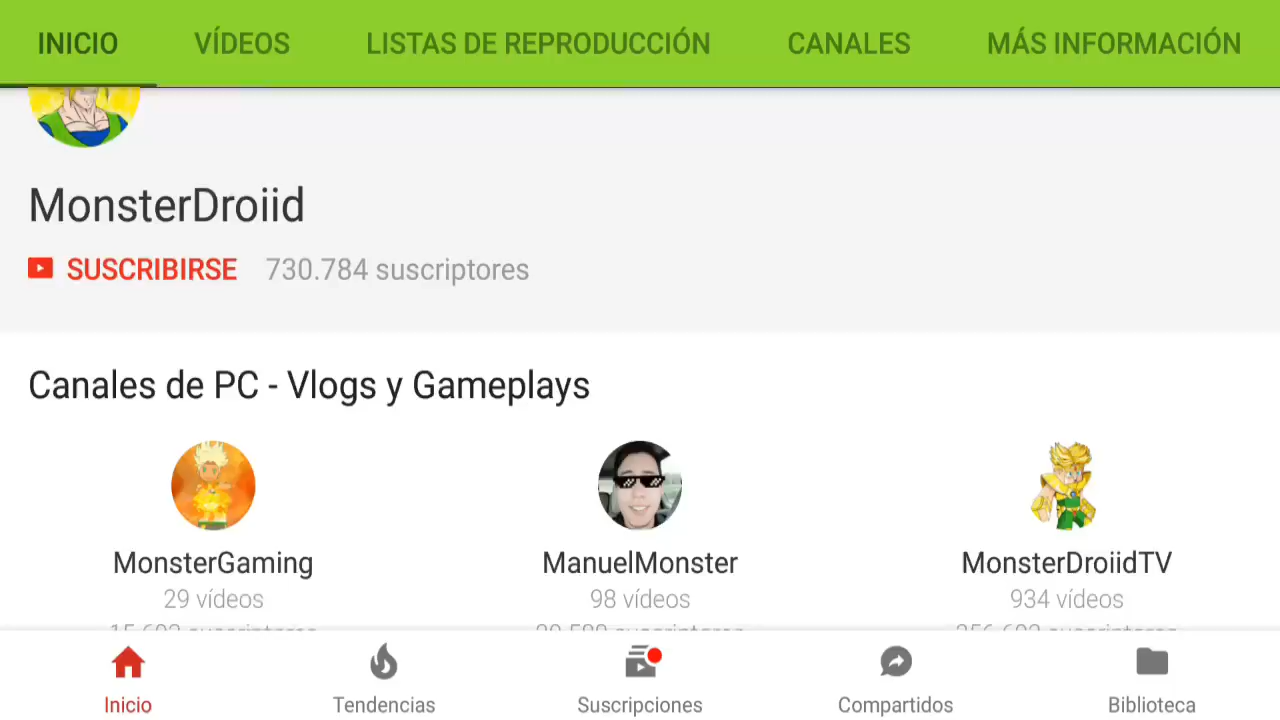 INICIO VÍDEOS LISTAS DE REPRODUCCIÓN CANALES MÁS INFORMACIÓN
MonsterDroiid
SUSCRIBIRSE 730.784 suscriptores
Canales de PC - Vlogs y Gameplays
MonsterGaming ManuelMonster MonsterDroiidTV
29 vídeos 98 vídeos 934 vídeos
Inicio Tendencias Suscripciones Compartidos Biblioteca